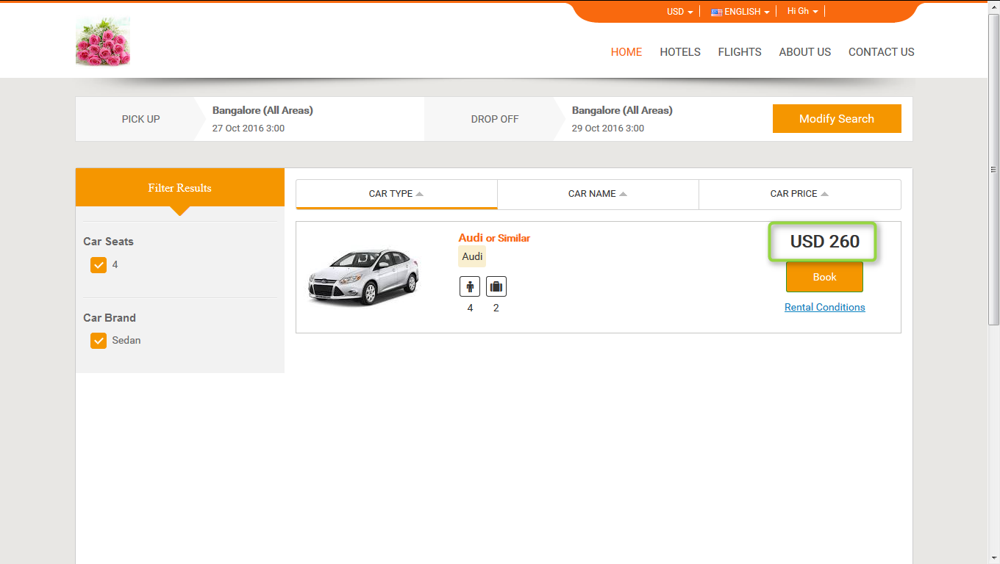 USD
ENGLISH
Hi Gh
HOME
HOTELS
FLIGHTS
ABOUT US
CONTACT US
PICK UP
Bangalore (All Areas)
27 Oct 2016 3:00
DROP OFF
Bangalore (All Areas)
29 Oct 2016 3:00
Modify Search
Filter Results
Car Seats
4
Car Brand
Sedan
CAR TYPE
CAR NAME
CAR PRICE
Audi or Similar
Audi
4
2
USD 260
Book
Rental Conditions